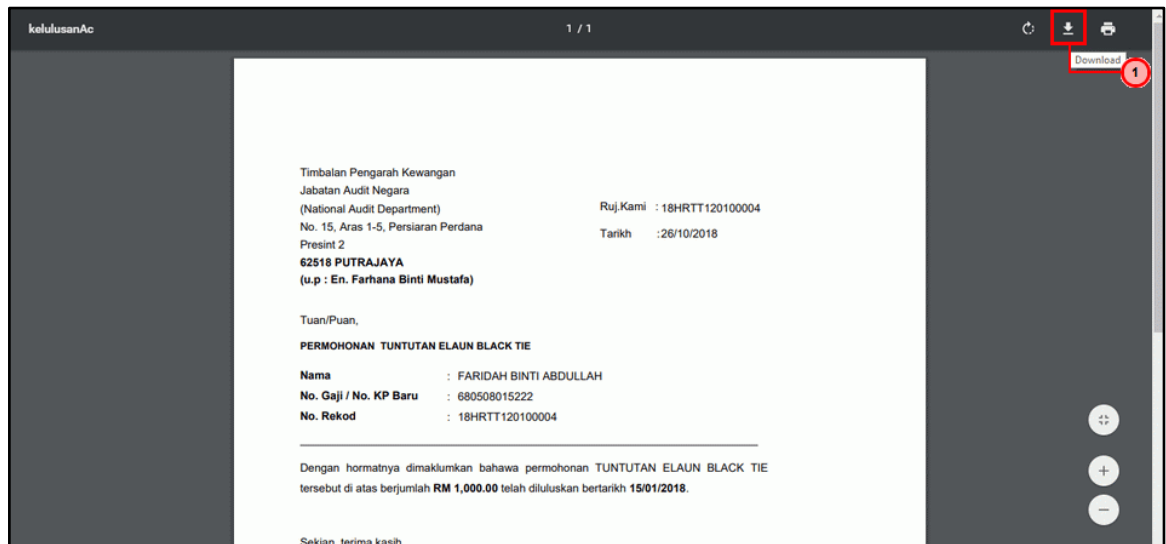 kelulusanAc
1 / 1
Download
1
Timbalan Pengarah Kewangan
Jabatan Audit Negara
(National Audit Department)
No. 15, Aras 1-5, Persiaran Perdana
Presint 2
62518 PUTRAJAYA
(u.p : En. Farhana Binti Mustafa)
Ruj.Kami : 18HRTT120100004
Tarikh :26/10/2018
Tuan/Puan,
PERMOHONAN TUNTUTAN ELAUN BLACK TIE
Nama : FARIDAH BINTI ABDULLAH
No. Gaji / No. KP Baru : 680508015222
No. Rekod : 18HRTT120100004
Dengan hormatnya dimaklumkan bahawa permohonan TUNTUTAN ELAUN BLACK TIE
tersebut di atas berjumlah RM 1,000.00 telah diluluskan bertarikh 15/01/2018.
Sekian, terima kasih